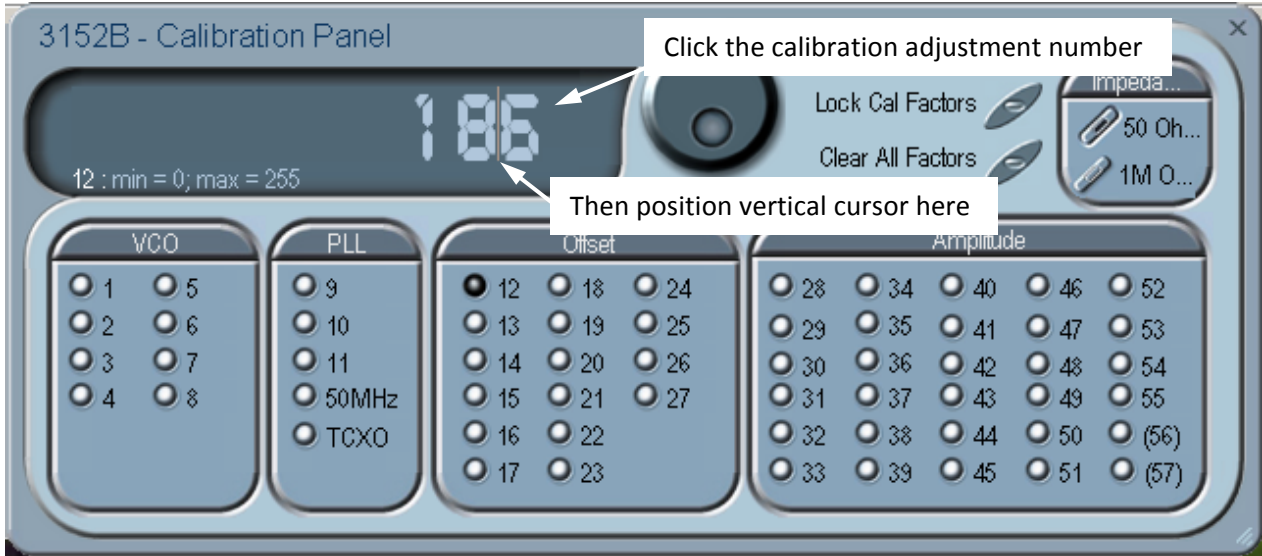 3152B - Calibration Panel
Click the calibration adjustment number
×
186
12 : min = 0; max = 255
Lock Cal Factors
Clear All Factors
Impeda...
50 Oh...
1M O...
Then position vertical cursor here
VCO
1 5
2 6
3 7
4 8
PLL
9
10
11
50MHz
TCXO
Offset
12 18 24
13 19 25
14 20 26
15 21 27
16 22
17 23
Amplitude
28 34 40 46 52
29 35 41 47 53
30 36 42 48 54
31 37 43 49 55
32 38 44 50 (56)
33 39 45 51 (57)